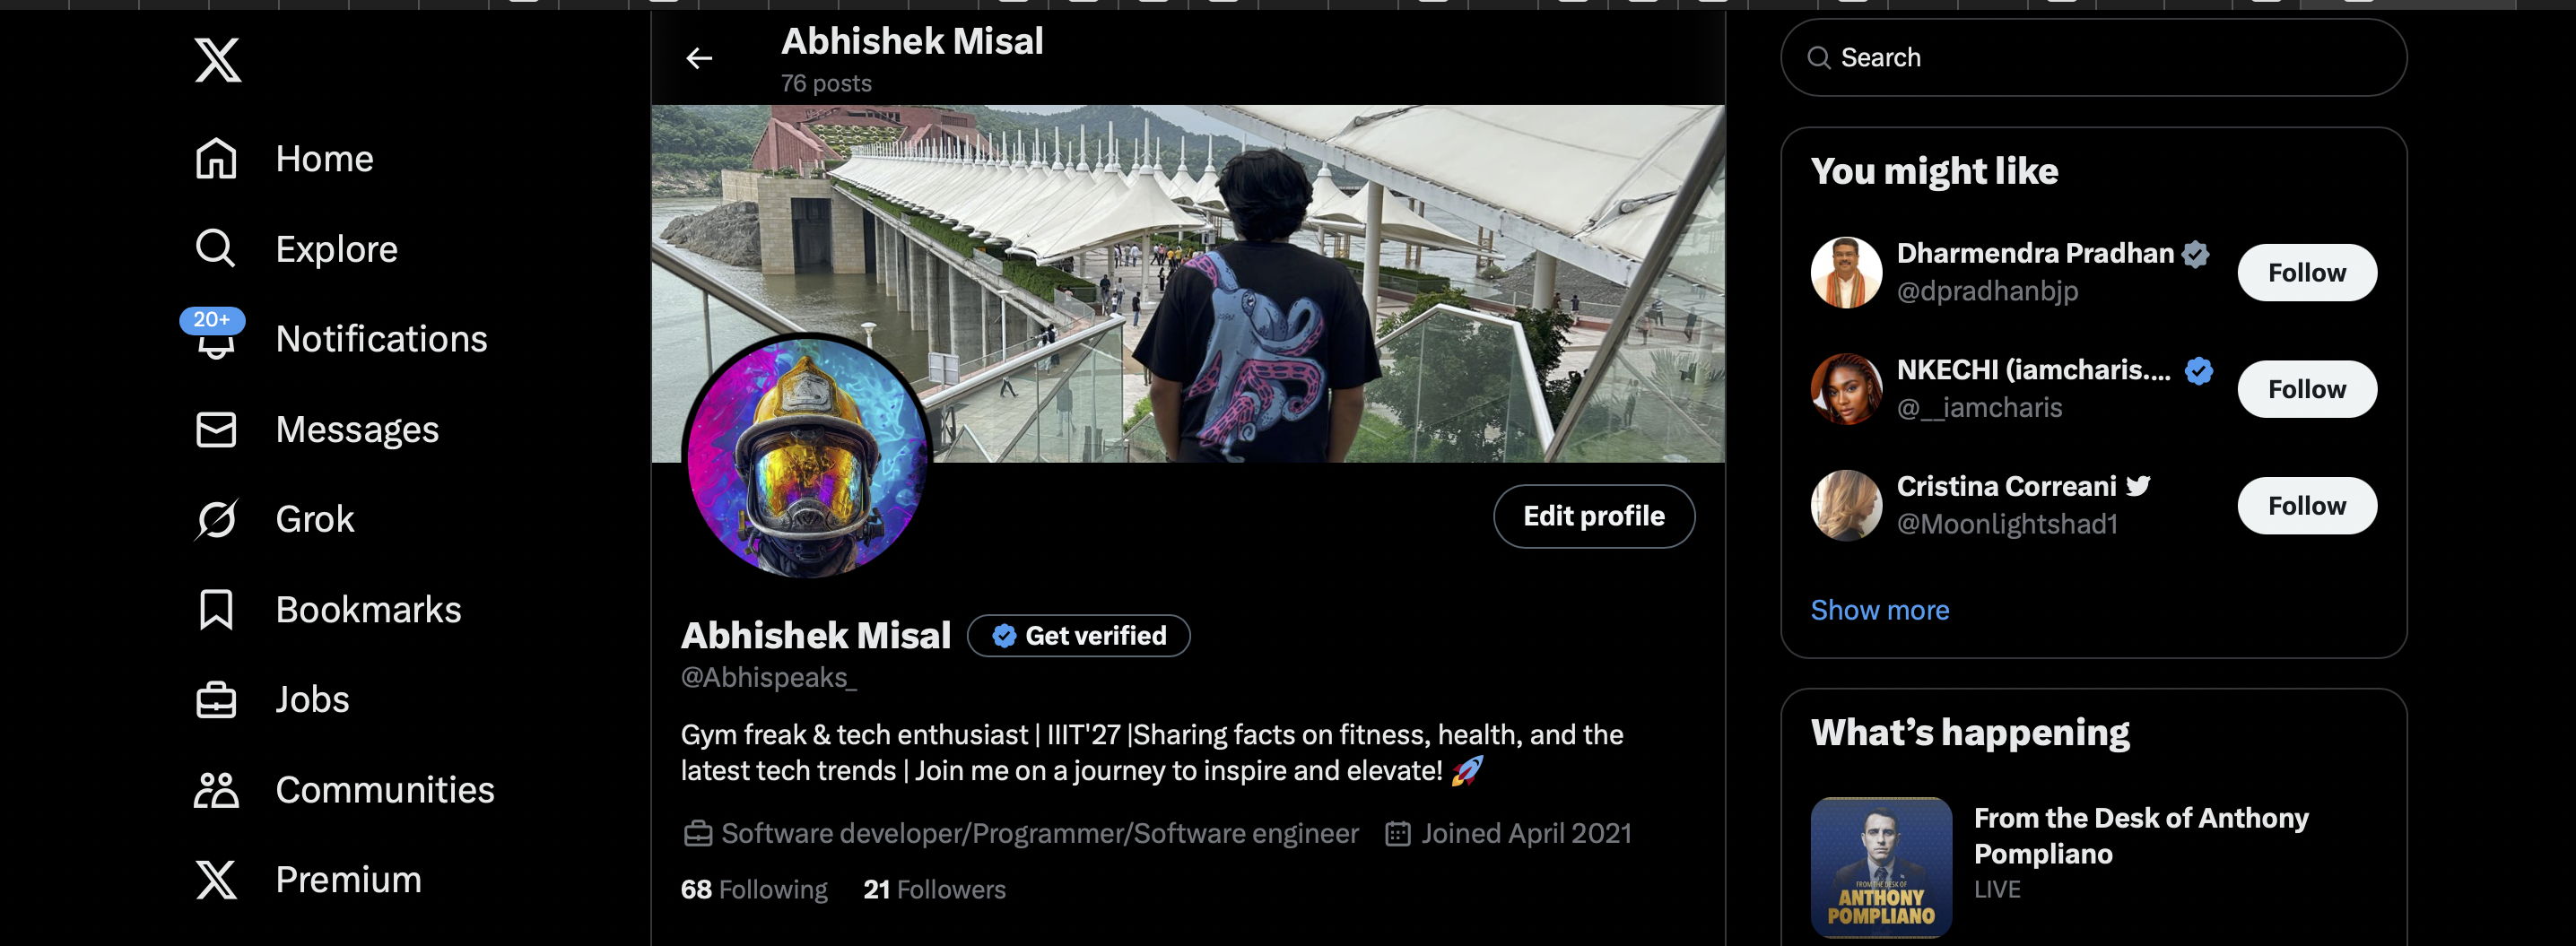 Home
Explore
20+
Notifications
Messages
Grok
Bookmarks
Jobs
Communities
Premium
Abhishek Misal
76 posts
Edit profile
Abhishek Misal
Get verified
@Abhispeaks_
Gym freak & tech enthusiast | IIIT'27 |Sharing facts on fitness, health, and the
latest tech trends | Join me on a journey to inspire and elevate! 🚀
Software developer/Programmer/Software engineer Joined April 2021
68 Following 21 Followers
Search
You might like
Dharmendra Pradhan
@dpradhanbjp
Follow
NKECHI (iamcharis....
@__iamcharis
Follow
Cristina Correani
@Moonlightshad1
Follow
Show more
What’s happening
FROM THE DESK OF
ANTHONY
POMPLIANO
From the Desk of Anthony
Pompliano
LIVE